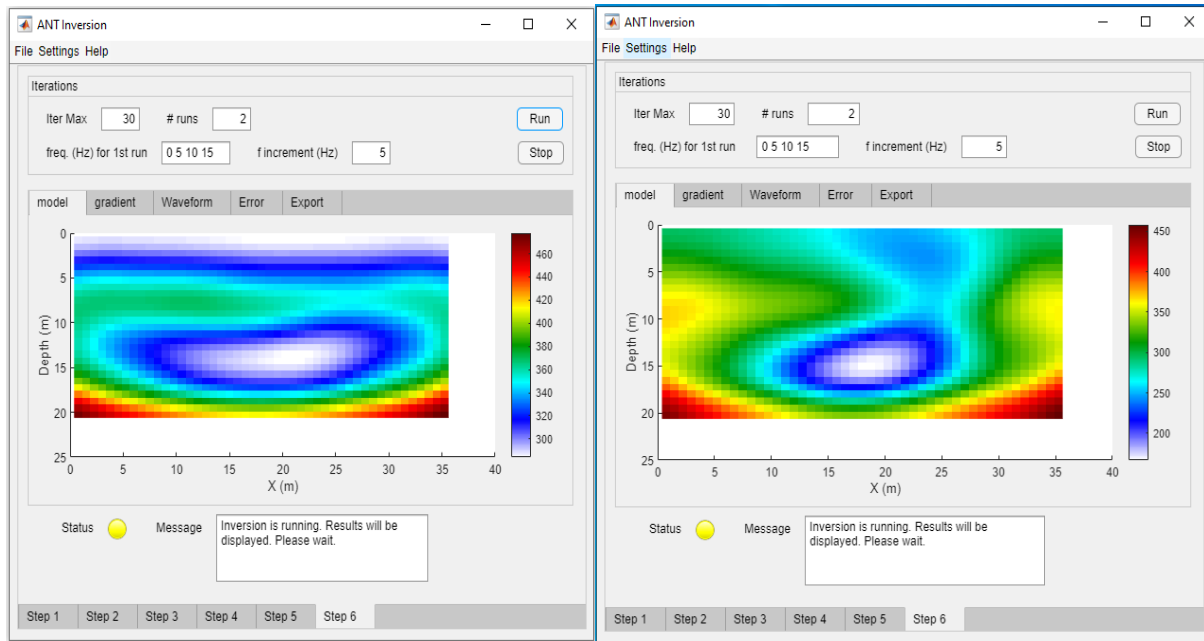 ANT Inversion
File Settings Help
Iterations
Iter Max 30 # runs 2 Run
freq. (Hz) for 1st run 0 5 10 15 f increment (Hz) 5 Stop
model gradient Waveform Error Export
0
5
10
15
20
25
Depth (m)
0 5 10 15 20 25 30 35 40
X (m)
460
440
420
400
380
360
340
320
300
Status Message Inversion is running. Results will be
displayed. Please wait.
Step 1 Step 2 Step 3 Step 4 Step 5 Step 6
ANT Inversion
File Settings Help
Iterations
Iter Max 30 # runs 2 Run
freq. (Hz) for 1st run 0 5 10 15 f increment (Hz) 5 Stop
model gradient Waveform Error Export
0
5
10
15
20
25
Depth (m)
0 5 10 15 20 25 30 35 40
X (m)
450
400
350
300
250
200
Status Message Inversion is running. Results will be
displayed. Please wait.
Step 1 Step 2 Step 3 Step 4 Step 5 Step 6